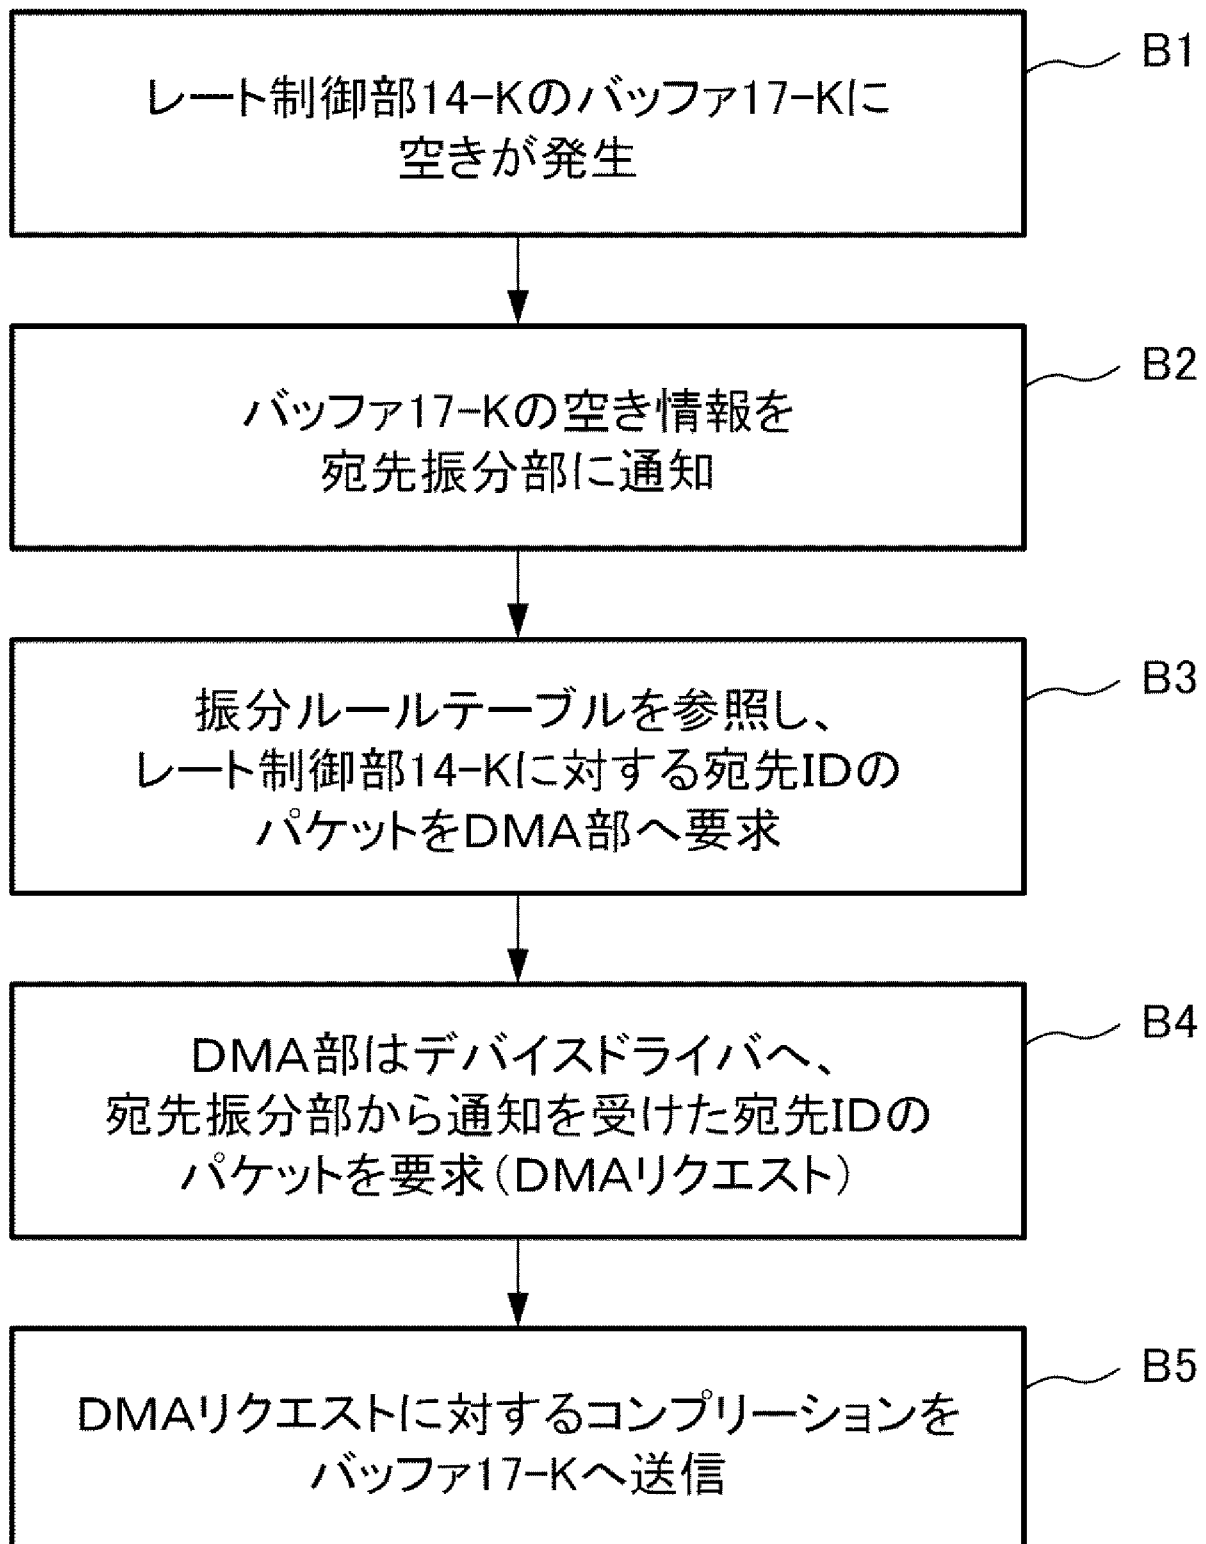 レート制御部14-Kのバッファ17-Kに
空きが発生
B1
バッファ17-Kの空き情報を
宛先振分部に通知
B2
振分ルールテーブルを参照し、
レート制御部14-Kに対する宛先IDの
パケットをDMA部へ要求
B3
DMA部はデバイスドライバへ、
宛先振分部から通知を受けた宛先IDの
パケットを要求(DMAリクエスト)
B4
DMAリクエストに対するコンプリーションを
バッファ17-Kへ送信
B5